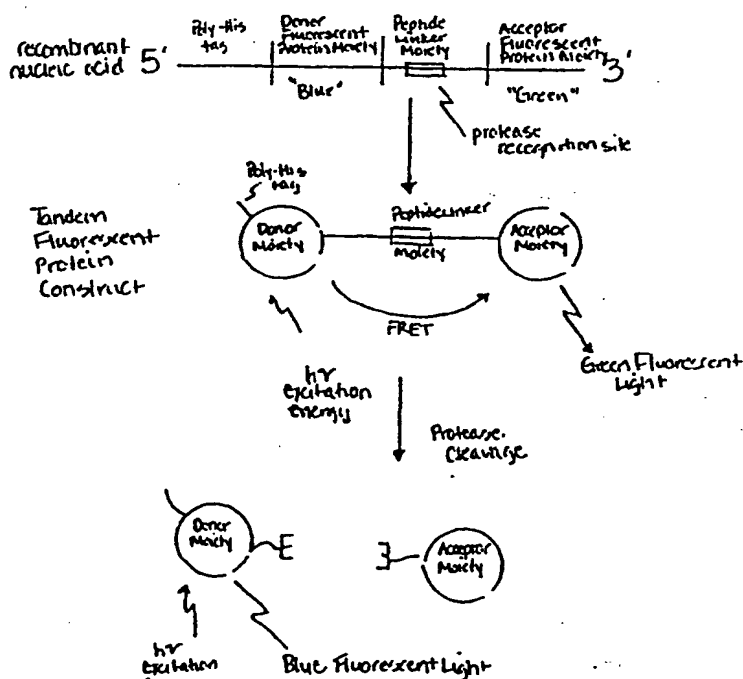 recombinant
nucleic acid
5'
Poly-His
tag
Donor
Fluorescent
Protein Moiety
"Blue"
Peptide
Linker
Moiety
Acceptor
Fluorescent
Protein Moiety
"Green"
3'
protease
recognition site
Tandem
Fluorescent
Protein
Construct
Poly-His
tag
Donor
Moiety
Peptide Linker
Moiety
Acceptor
Moiety
FRET
hv
excitation
energy
Green Fluorescent
Light
Protease
Cleavage
Donor
Moiety
Acceptor
Moiety
hv
excitation
Blue Fluorescent Light